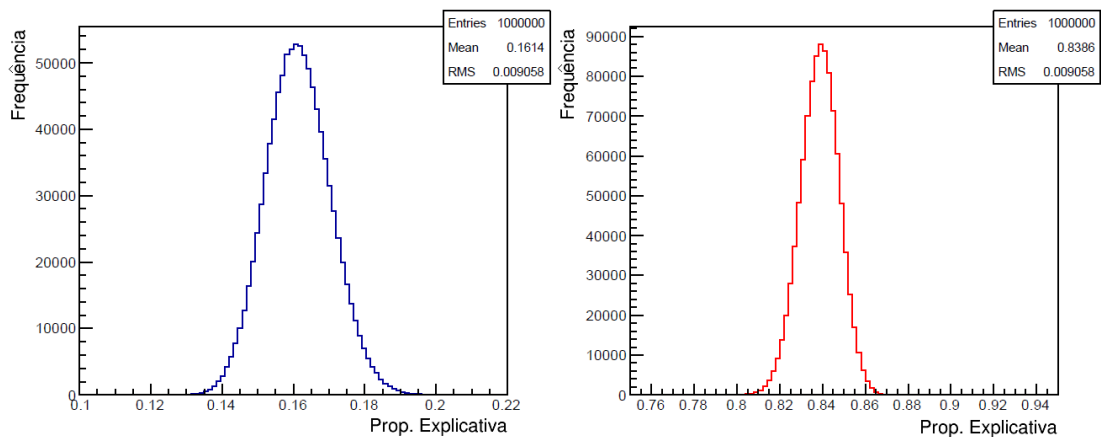 Entries 1000000
Mean 0.1614
RMS 0.009058
Frequência
50000
40000
30000
20000
10000
0
0.1 0.12 0.14 0.16 0.18 0.2 0.22
Prop. Explicativa
Entries 1000000
Mean 0.8386
RMS 0.009058
Frequência
90000
80000
70000
60000
50000
40000
30000
20000
10000
0
0.76 0.78 0.8 0.82 0.84 0.86 0.88 0.9 0.92 0.94
Prop. Explicativa